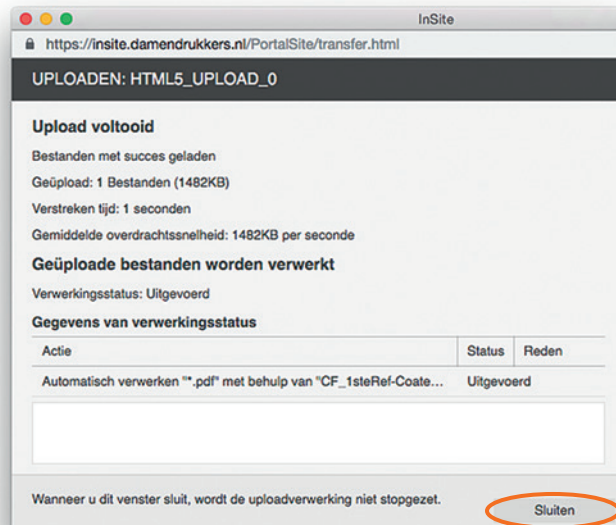 InSite
https://insite.damendrukkers.nl/PortalSite/transfer.html
UPLOADEN: HTML5_UPLOAD_0
Upload voltooid
Bestanden met succes geladen
Geüpload: 1 Bestanden (1482KB)
Verstreken tijd: 1 seconden
Gemiddelde overdrachtssnelheid: 1482KB per seconde
Geüploade bestanden worden verwerkt
Verwerkingsstatus: Uitgevoerd
Gegevens van verwerkingsstatus
Actie Status Reden
Automatisch verwerken "*.pdf" met behulp van "CF_1steRef-Coate... Uitgevoerd
Wanneer u dit venster sluit, wordt de uploadverwerking niet stopgezet.
Sluiten